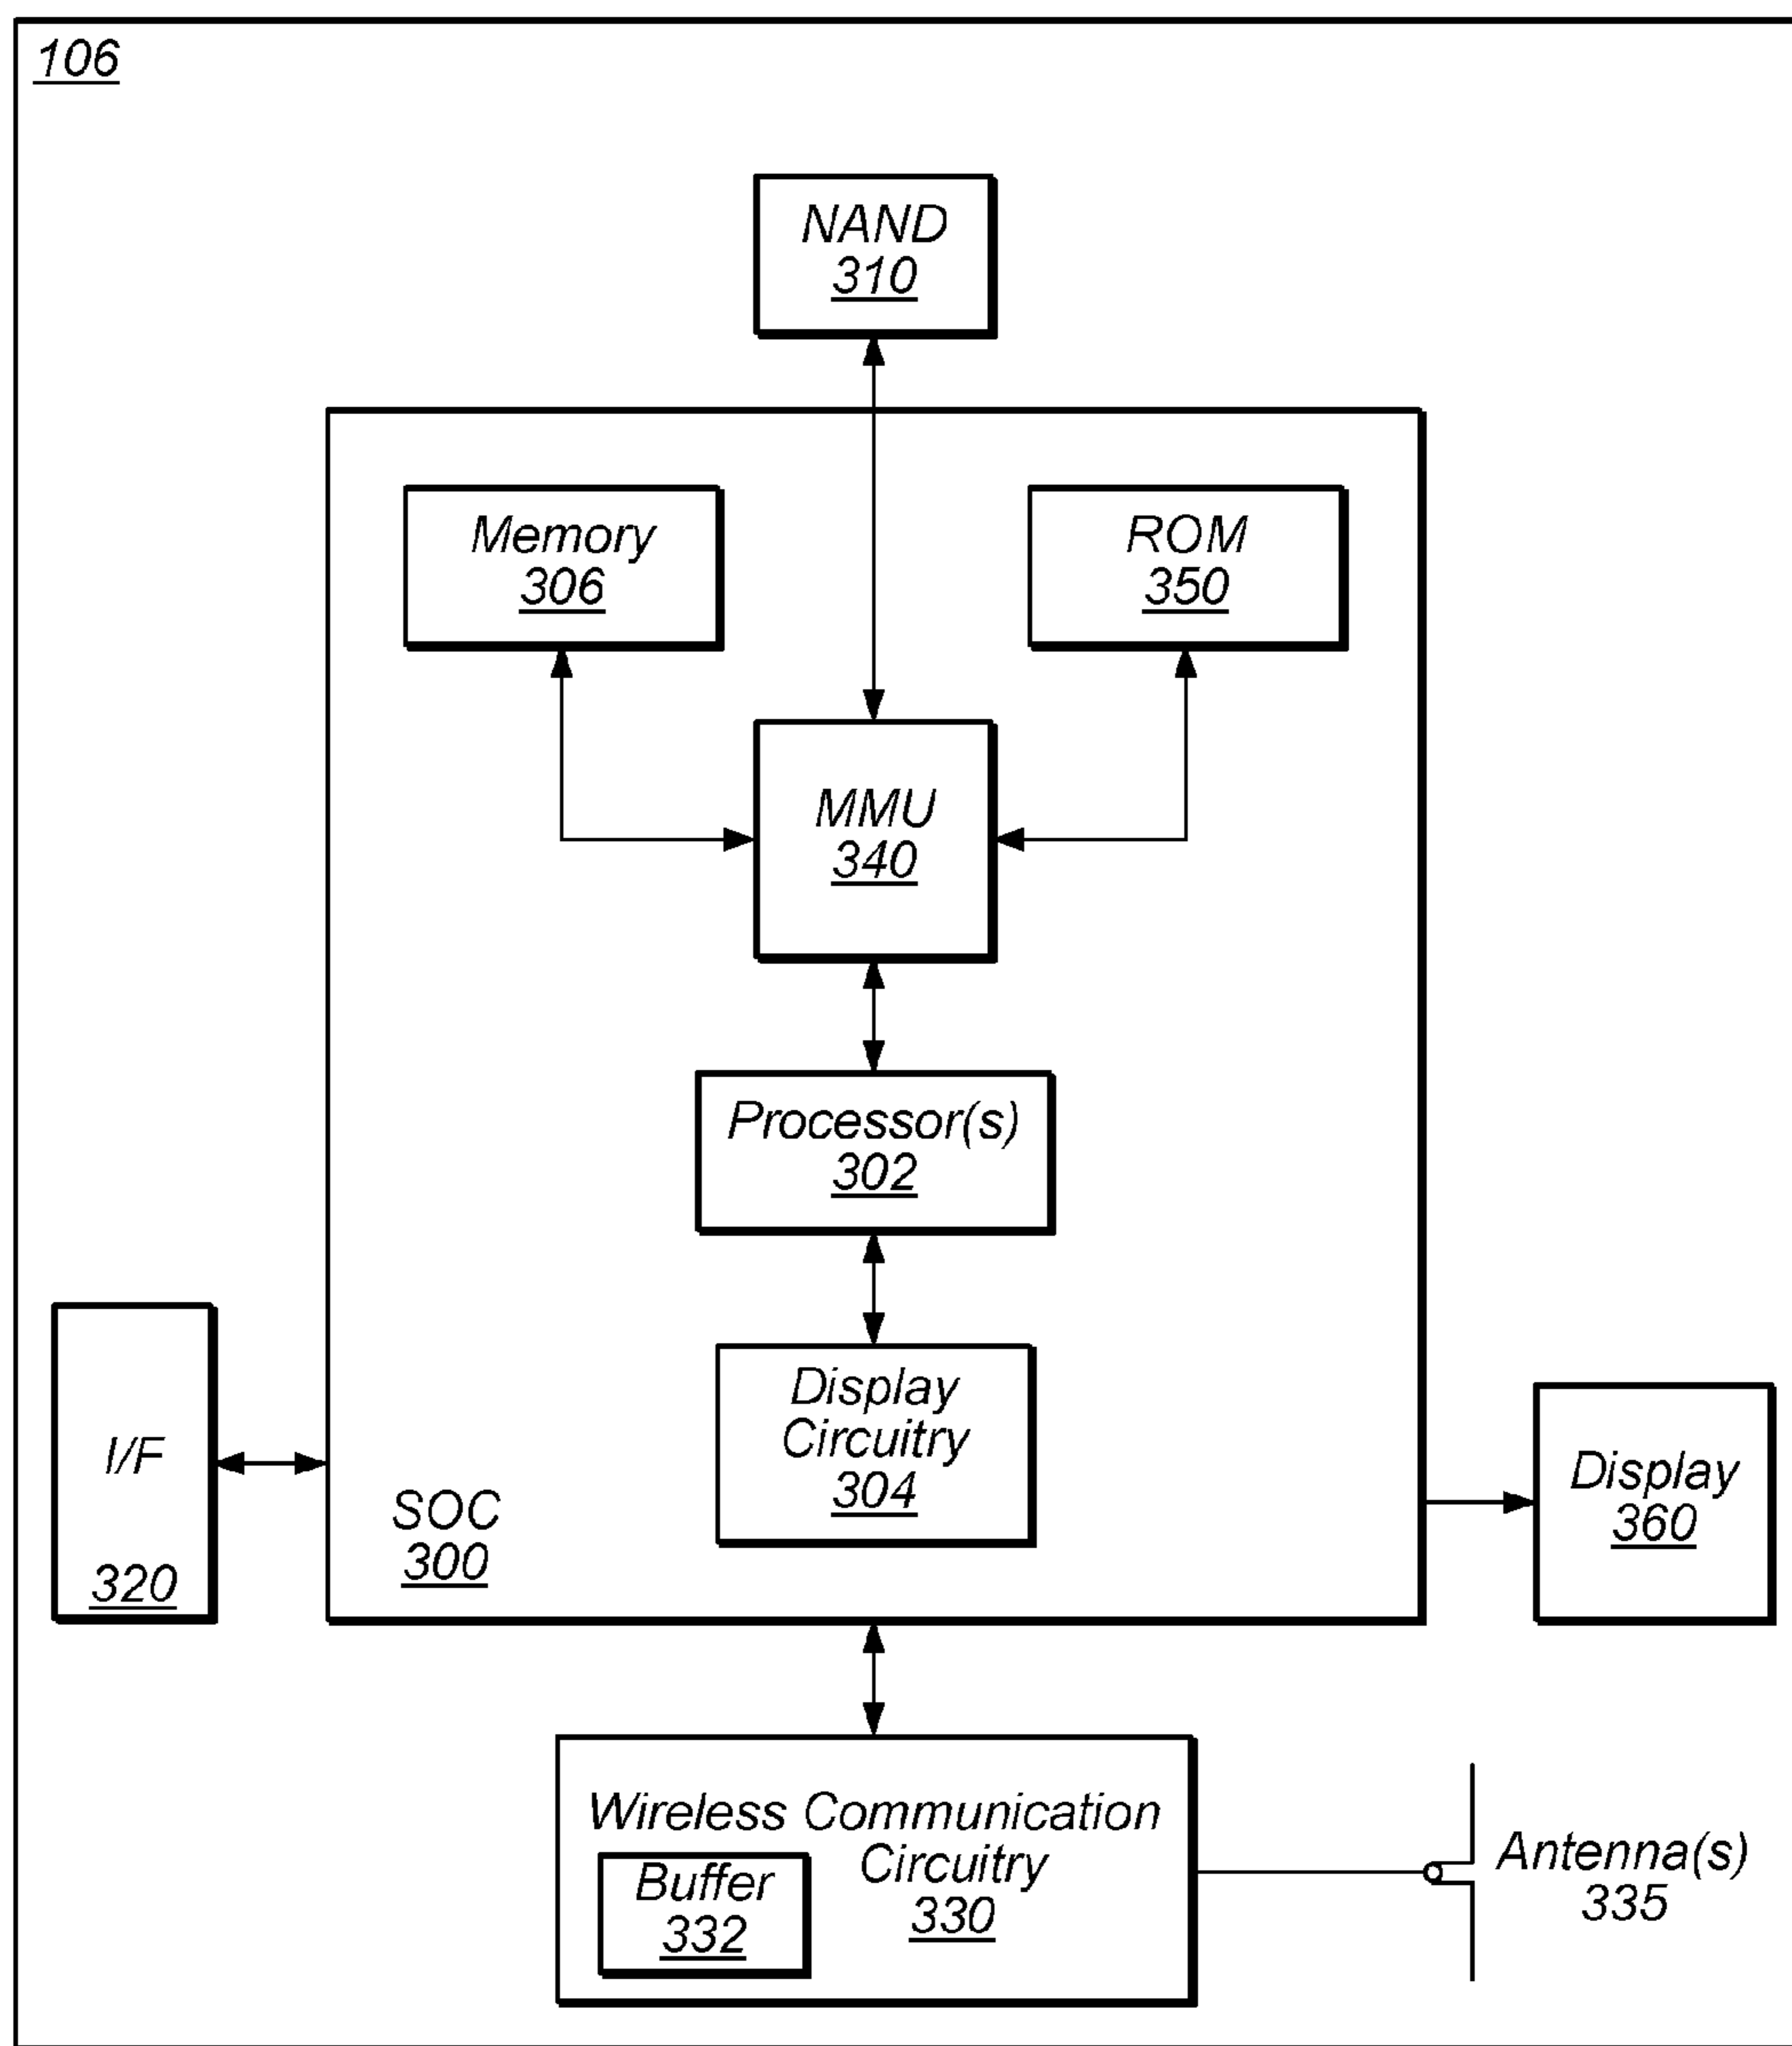 106
NAND
310
Memory
306
ROM
350
MMU
340
Processor(s)
302
Display
Circuitry
304
I/F
320
SOC
300
Display
360
Wireless Communication
Circuitry
330
Buffer
332
Antenna(s)
335